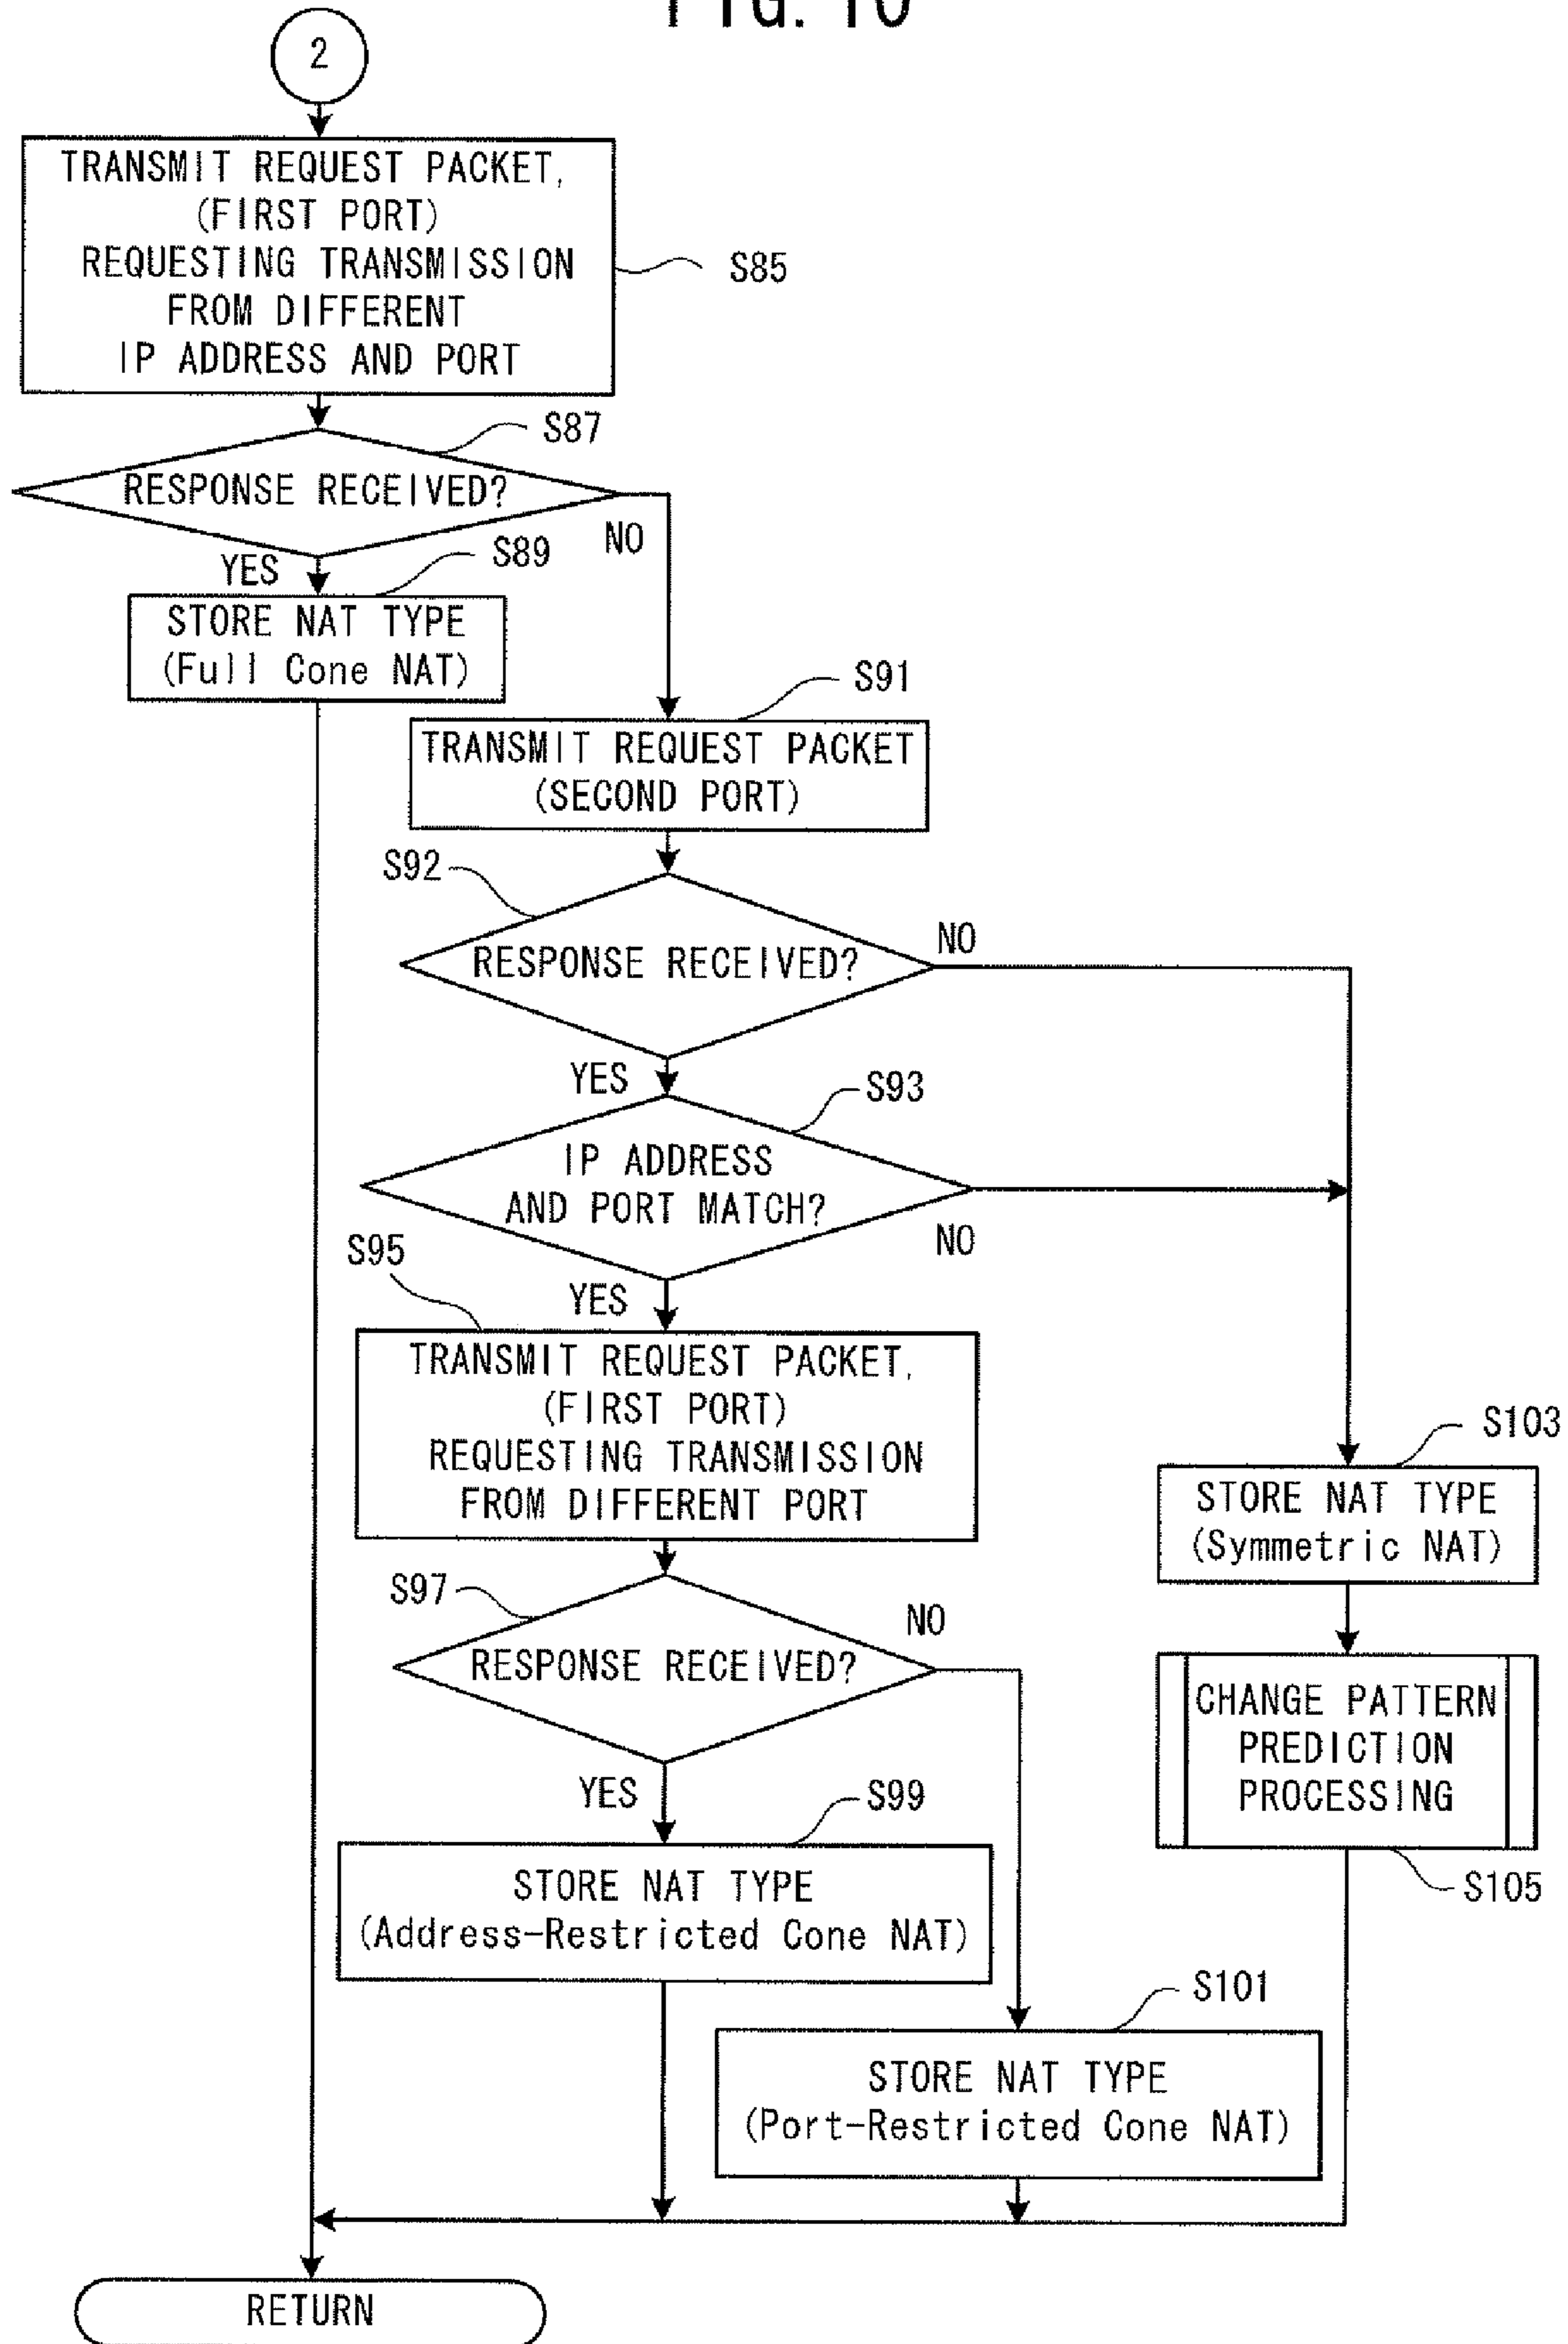 FIG. 10
2
TRANSMIT REQUEST PACKET,
(FIRST PORT)
REQUESTING TRANSMISSION
FROM DIFFERENT
IP ADDRESS AND PORT
S85
S87
RESPONSE RECEIVED?
NO
YES
S89
STORE NAT TYPE
(Full Cone NAT)
S91
TRANSMIT REQUEST PACKET
(SECOND PORT)
S92
RESPONSE RECEIVED?
NO
YES
S93
IP ADDRESS
AND PORT MATCH?
NO
S95
YES
TRANSMIT REQUEST PACKET,
(FIRST PORT)
REQUESTING TRANSMISSION
FROM DIFFERENT PORT
S103
STORE NAT TYPE
(Symmetric NAT)
S97
NO
RESPONSE RECEIVED?
CHANGE PATTERN
PREDICTION
PROCESSING
S105
YES
S99
STORE NAT TYPE
(Address-Restricted Cone NAT)
S101
STORE NAT TYPE
(Port-Restricted Cone NAT)
RETURN